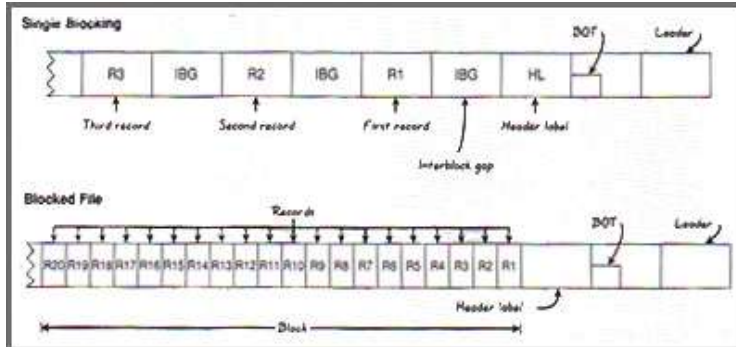 Single Blocking
BOT
Leader
R3 IBG R2 IBG R1 IBG HL
Third record Second record First record Header label
Interblock gap
Blocked File
Records
BOT
Leader
R20 R19 R18 R17 R16 R15 R14 R13 R12 R11 R10 R9 R8 R7 R6 R5 R4 R3 R2 R1
Header label
Block